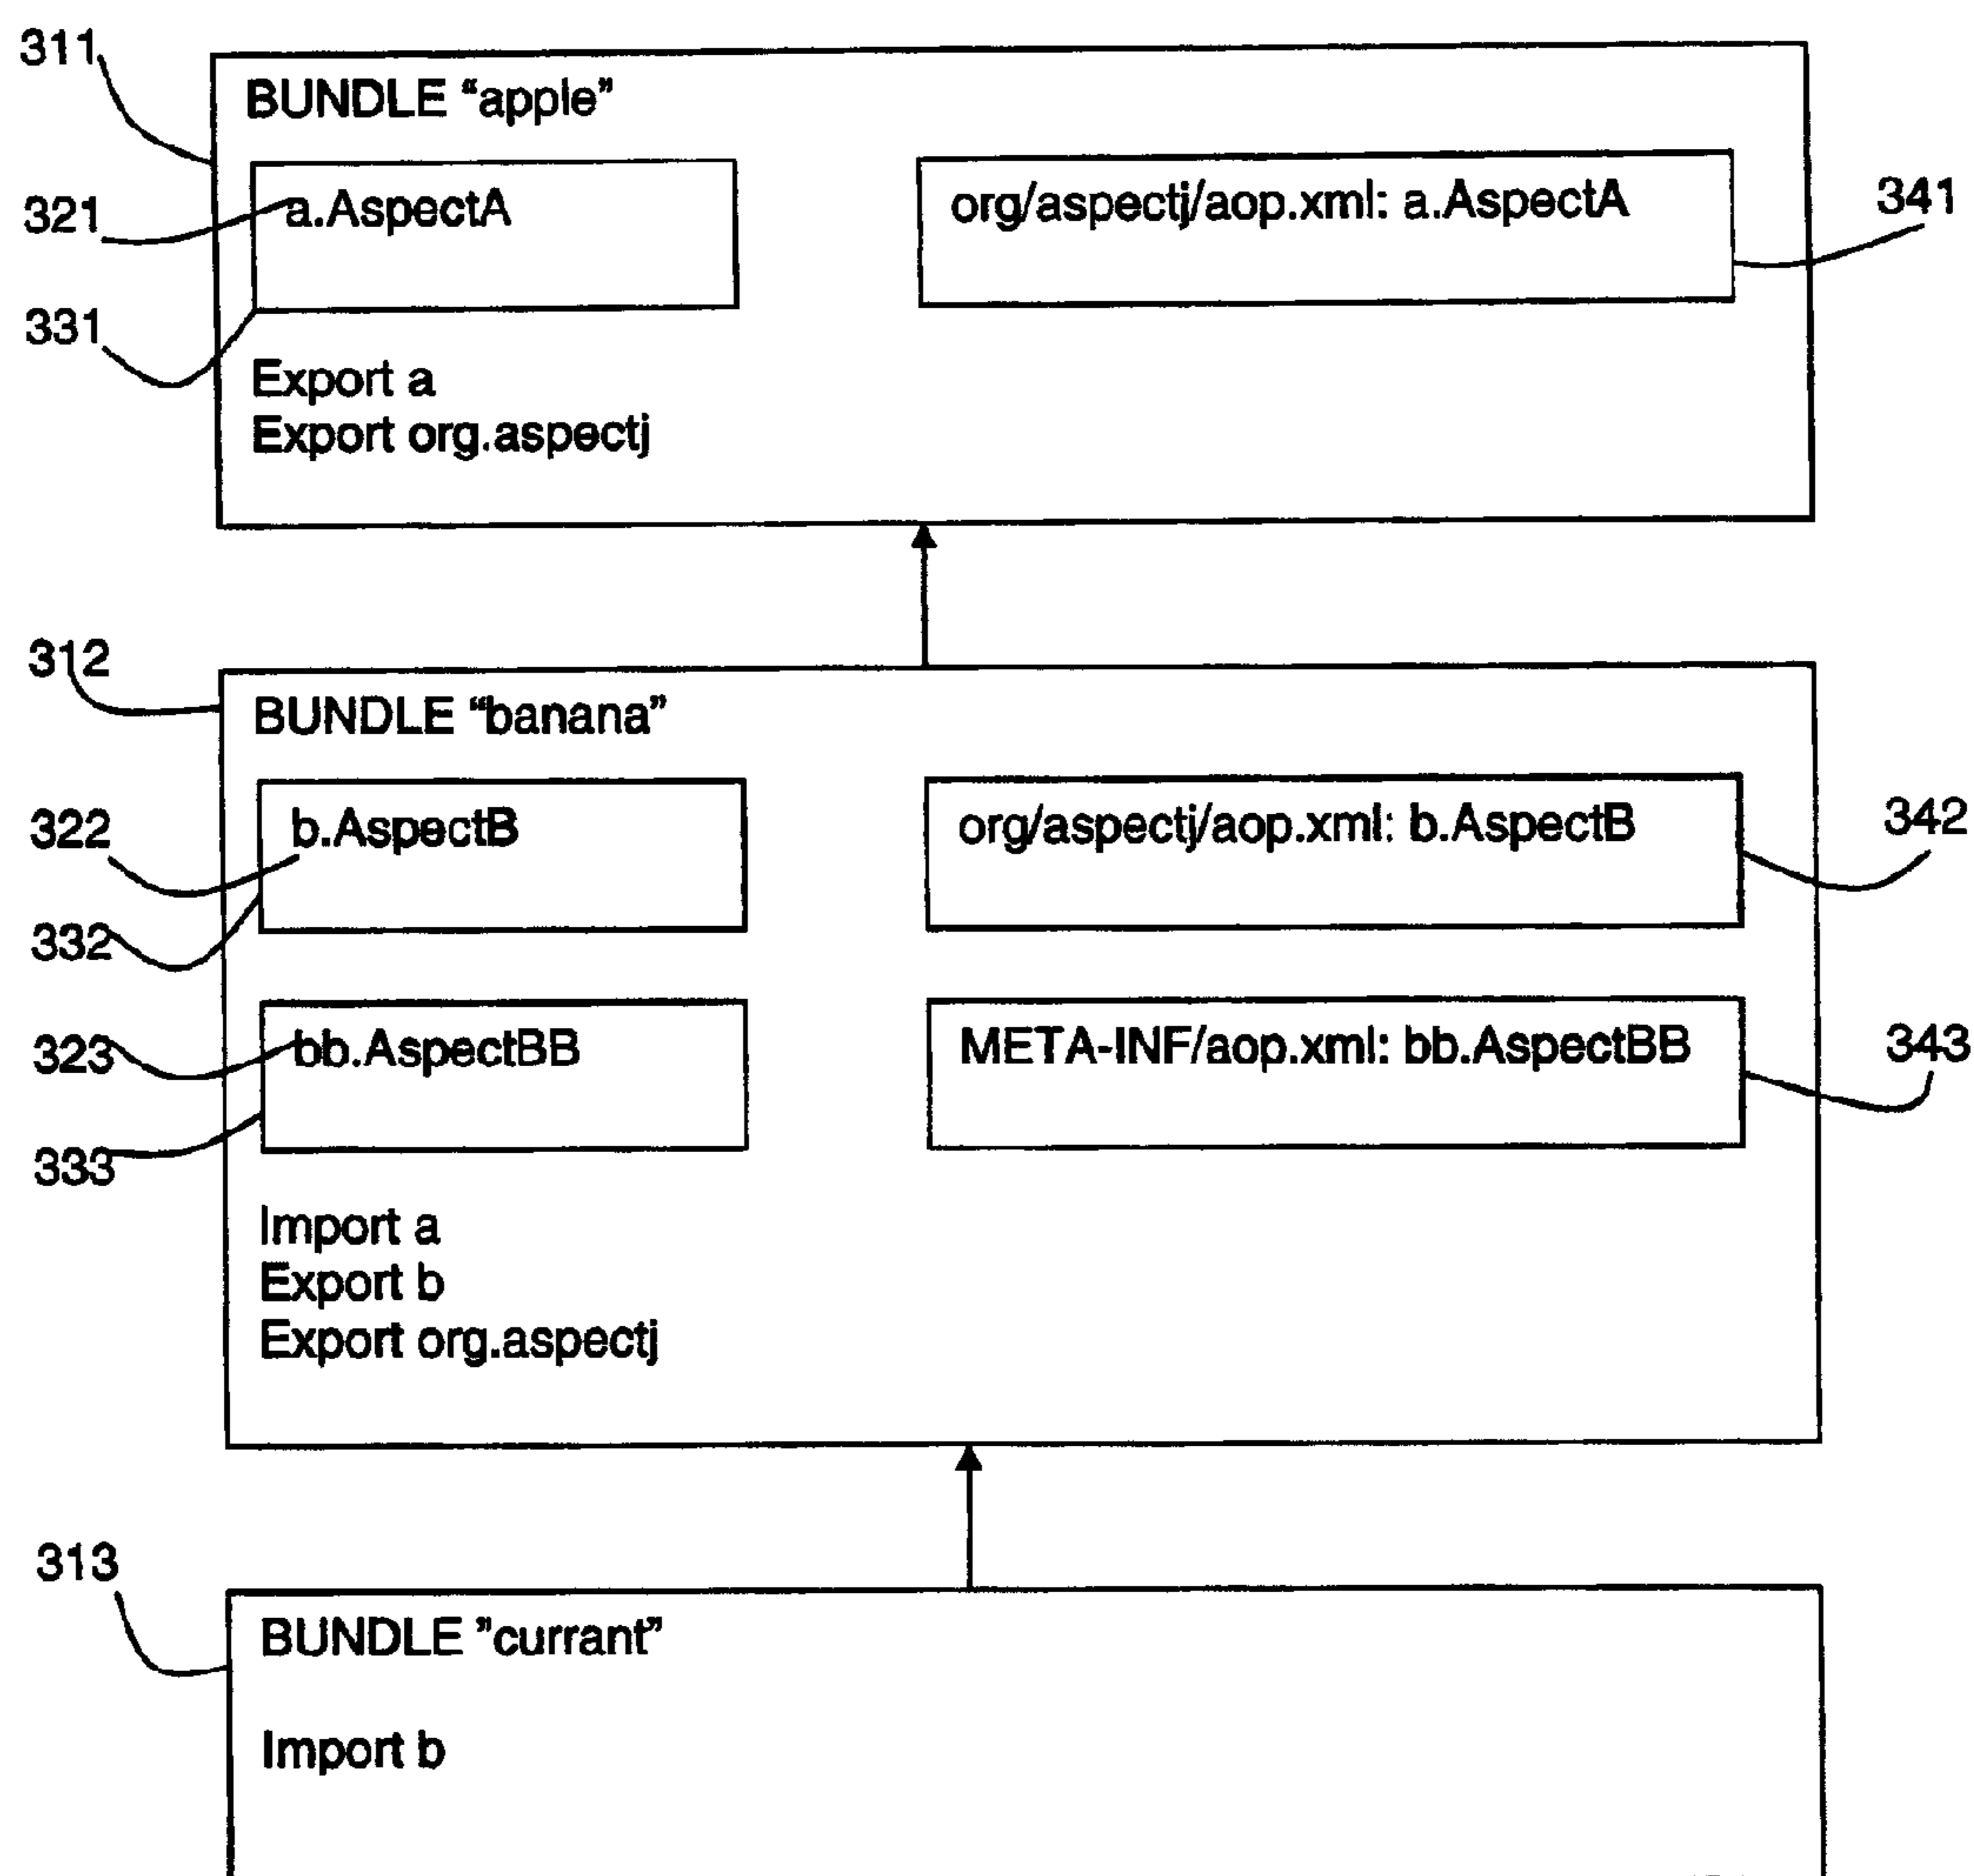 311
BUNDLE “apple”
321
a.AspectA
org/aspectj/aop.xml: a.AspectA
341
331
Export a
Export org.aspectj
312
BUNDLE “banana”
322
b.AspectB
org/aspectj/aop.xml: b.AspectB
342
332
323
bb.AspectBB
META-INF/aop.xml: bb.AspectBB
343
333
Import a
Export b
Export org.aspectj
313
BUNDLE ”currant”
Import b